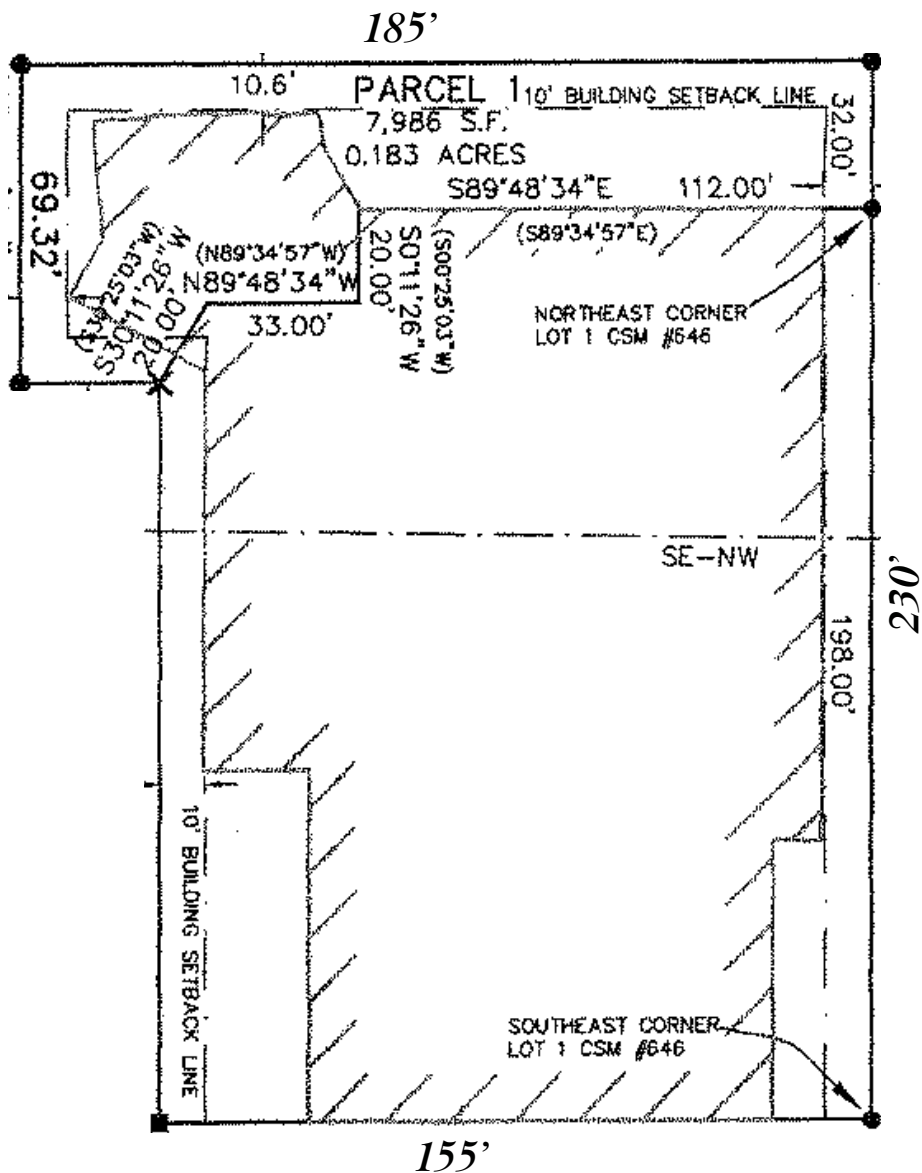 185'
10.6'
PARCEL 1
10' BUILDING SETBACK LINE
7,986 S.F.
0.183 ACRES
32.00'
S89°48'34"E 112.00'
(S89°34'57"E)
69.32'
(N89°34'57"W)
N89°48'34"W
33.00'
S30°11'26"W
20.00'
(S00°25'03"W)
S0°11'26"W
20.00'
NORTHEAST CORNER
LOT 1 CSM #646
SE-NW
230'
198.00'
10' BUILDING SETBACK LINE
SOUTHEAST CORNER
LOT 1 CSM #646
155'